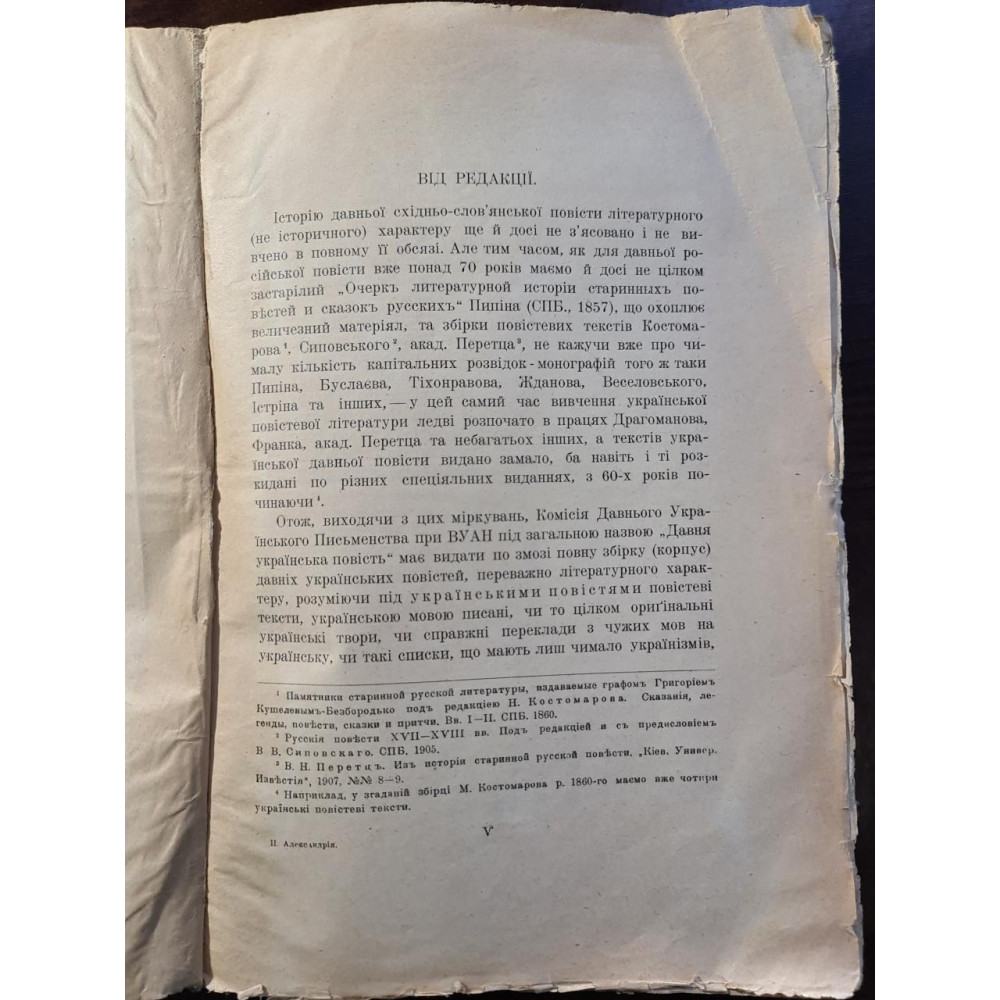 ВІД РЕДАКЦІЇ.
Історію давньої східньо-слов'янської повісти літературного
(не історичного) характеру ще й досі не з'ясовано і не ви-
вчено в повному її обсязі. Але тим часом, як для давньої ро-
сійської повісти вже понад 70 років маємо й досі не цілком
застарілий „Очеркъ литературной исторіи старинныхъ по-
вѣстей и сказокъ русскихъ“ Пипіна (СПБ., 1857), що охоплює
величезний матеріял, та збірки повістевих текстів Костома-
рова¹, Сиповського², акад. Перетца³, не кажучи вже про чи-
малу кількість капітальних розвідок-монографій того ж таки
Пипіна, Буслаєва, Тіхонравова, Жданова, Веселовського,
Істріна та інших, — у цей самий час вивчення української
повістевої літератури ледві розпочато в працях Драгоманова,
Франка, акад. Перетца та небагатьох інших, а текстів укра-
їнської давньої повісти видано замало, ба навіть і ті роз-
кидані по різних спеціяльних виданнях, з 60-х років по-
чинаючи⁴.
Отож, виходячи з цих міркувань, Комісія Давнього Укра-
їнського Письменства при ВУАН під загальною назвою „Давня
українська повість“ має видати по змозі повну збірку (корпус)
давніх українських повістей, переважно літературного харак-
теру, розуміючи під українськими повістями повістеві
тексти, українською мовою писані, чи то цілком ориґінальні
українські твори, чи справжні переклади з чужих мов на
українську, чи такі списки, що мають лиш чимало українізмів,
¹ Памятники старинной русской литературы, издаваемые графомъ Григоріемъ
Кушелевымъ-Безбородько подъ редакціею Н. Костомарова. Сказанія, ле-
генды, повѣсти, сказки и притчи. Вв. I—II. СПБ. 1860.
² Русскія повѣсти XVII—XVIII вв. Подъ редакціей и съ предисловіемъ
В В. Сиповскаго. СПБ. 1905.
³ В. Н. Перетцъ. Изъ исторіи старинной русской повѣсти. „Кіев. Универ.
Извѣстія“, 1907, №№ 8—9.
⁴ Наприклад, у згаданій збірці М. Костомарова р. 1860-го маємо вже чотири
українські повістеві тексти.
V
II. Александрія.